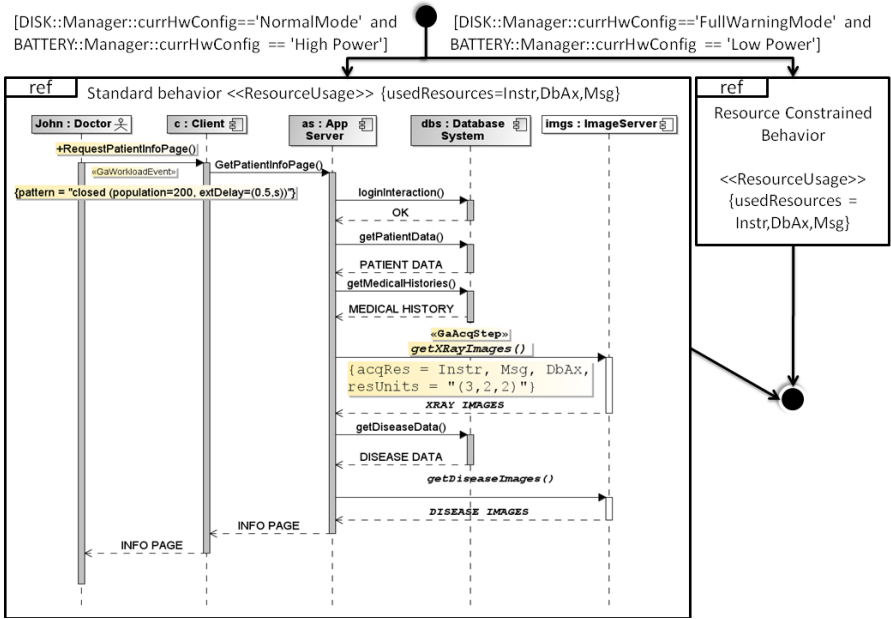 [DISK::Manager::currHwConfig=='NormalMode' and
BATTERY::Manager::currHwConfig == 'High Power']
[DISK::Manager::currHwConfig=='FullWarningMode' and
BATTERY::Manager::currHwConfig == 'Low Power']
ref
Standard behavior <<ResourceUsage>> {usedResources=Instr,DbAx,Msg}
John : Doctor
c : Client
as : App
Server
dbs : Database
System
imgs : ImageServer
+RequestPatientInfoPage()
«GaWorkloadEvent»
GetPatientInfoPage()
{pattern = "closed (population=200, extDelay=(0.5,s))"}
loginInteraction()
OK
getPatientData()
PATIENT DATA
getMedicalHistories()
MEDICAL HISTORY
«GaAcqStep»
getXRayImages()
{acqRes = Instr, Msg, DbAx,
resUnits = "(3,2,2)"}
XRAY IMAGES
getDiseaseData()
DISEASE DATA
getDiseaseImages()
DISEASE IMAGES
INFO PAGE
INFO PAGE
ref
Resource Constrained
Behavior
<<ResourceUsage>>
{usedResources =
Instr,DbAx,Msg}